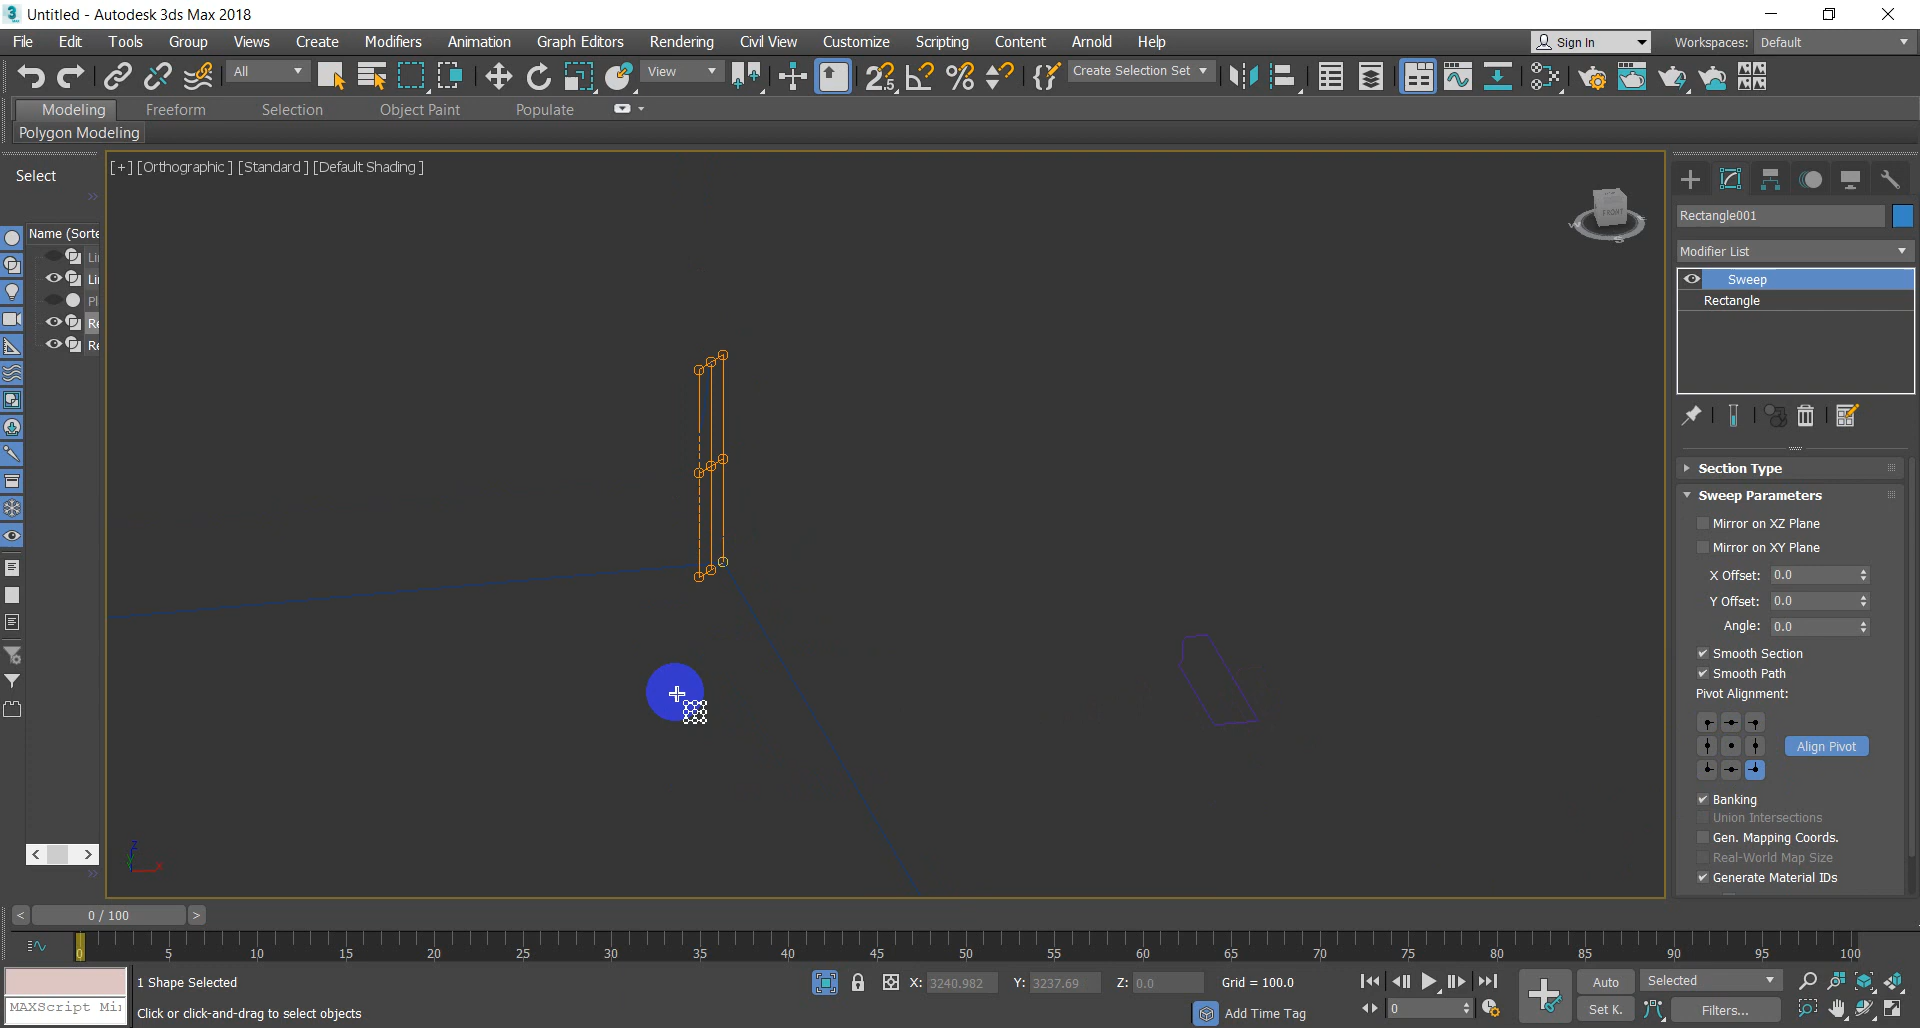 Untitled - Autodesk 3ds Max 2018
File Edit Tools Group Views Create Modifiers Animation Graph Editors Rendering Civil View Customize Scripting Content Arnold Help
Sign In Workspaces: Default
All View Create Selection Set
Modeling Freeform Selection Object Paint Populate
Polygon Modeling
Select
[+] [Orthographic] [Standard] [Default Shading]
FRONT
W S
Name (Sorte
Li
Li
Pl
Re
Re
Rectangle001
Modifier List
Sweep
Rectangle
Section Type
Sweep Parameters
Mirror on XZ Plane
Mirror on XY Plane
X Offset: 0.0
Y Offset: 0.0
Angle: 0.0
Smooth Section
Smooth Path
Pivot Alignment:
Align Pivot
Banking
Union Intersections
Gen. Mapping Coords.
Real-World Map Size
Generate Material IDs
z
y x
< 0 / 100 >
0 5 10 15 20 25 30 35 40 45 50 55 60 65 70 75 80 85 90 95 100
1 Shape Selected X: 3240.982 Y: 3237.69 Z: 0.0 Grid = 100.0 Auto Selected
MAXScript Mi Click or click-and-drag to select objects Add Time Tag 0 Set K. Filters...